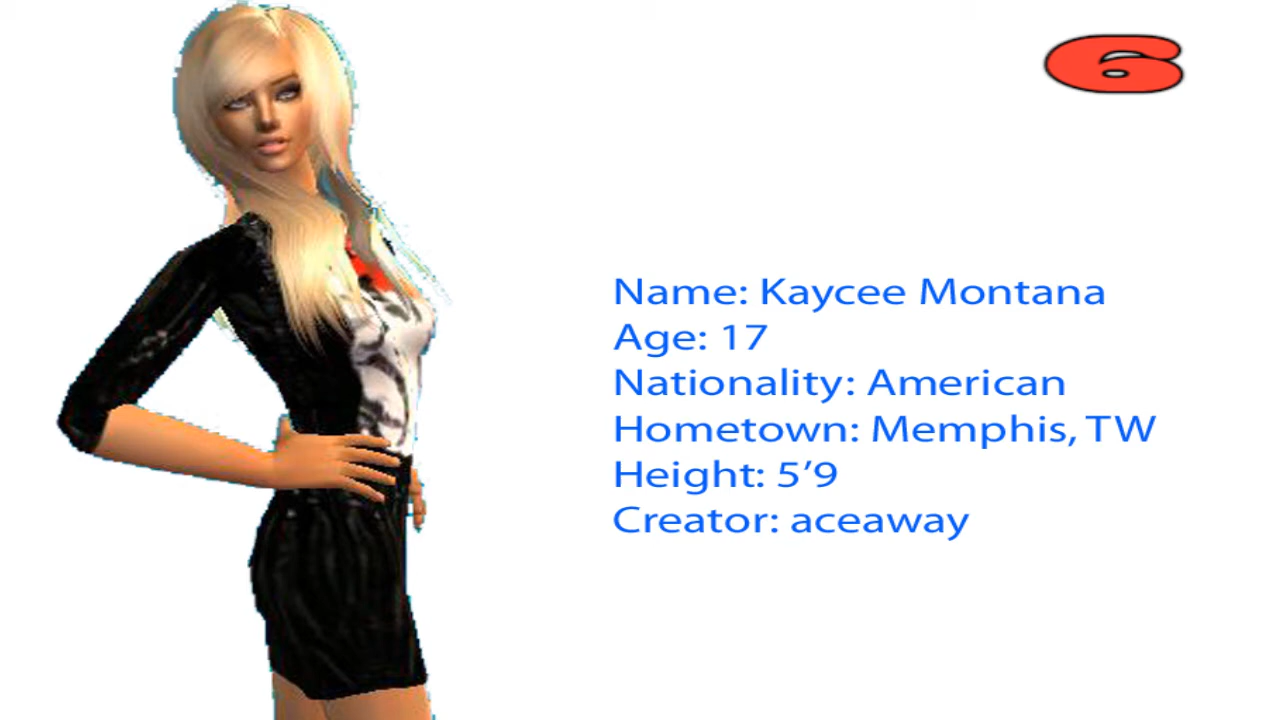 6
Name: Kaycee Montana
Age: 17
Nationality: American
Hometown: Memphis, TW
Height: 5’9
Creator: aceaway